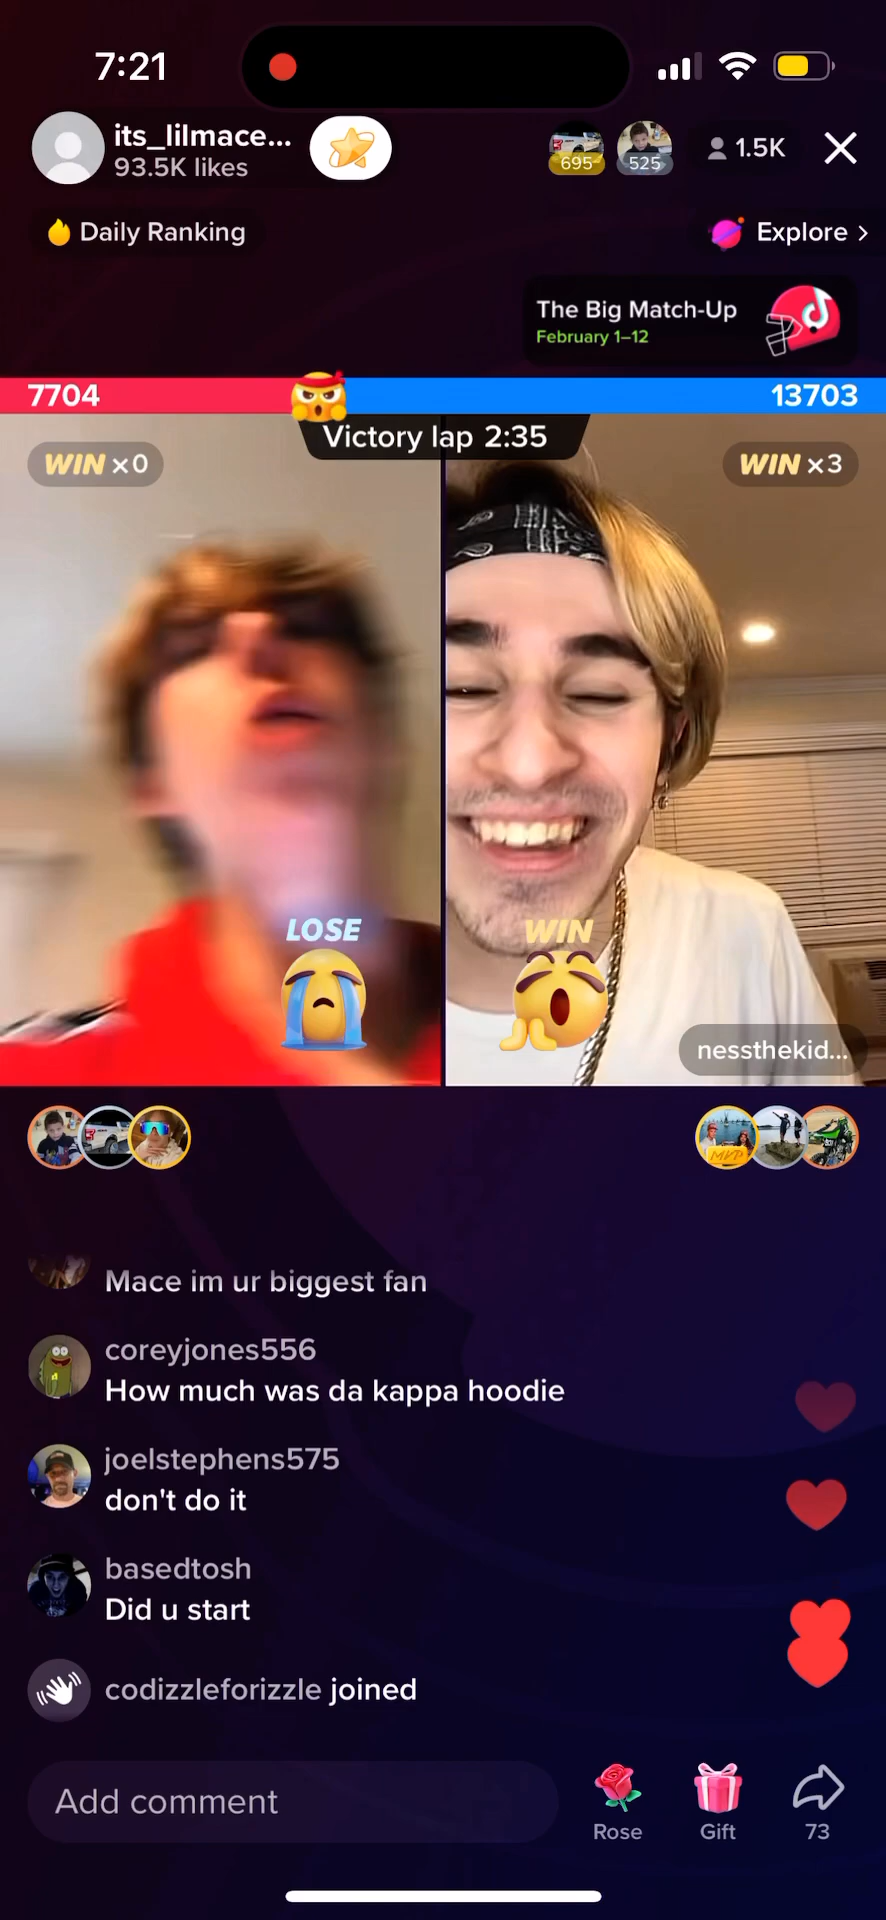 7:21
its_lilmace...
93.5K likes
695
525
1.5K
Daily Ranking
Explore >
The Big Match-Up
February 1–12
7704
13703
Victory lap 2:35
WIN x0
WIN x3
LOSE
WIN
nessthekid...
MVP
Mace im ur biggest fan
coreyjones556
How much was da kappa hoodie
joelstephens575
don't do it
basedtosh
Did u start
codizzleforizzle joined
Add comment
Rose
Gift
73